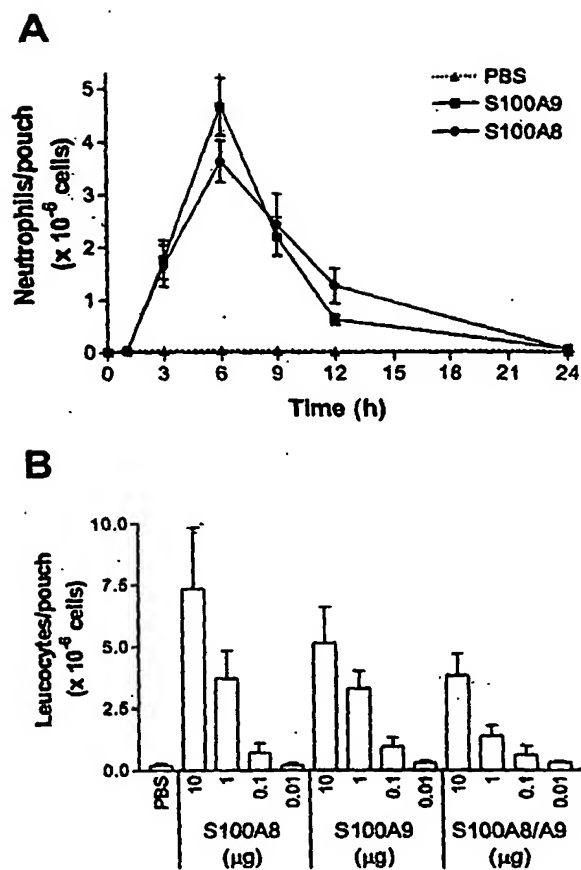 A
PBS
S100A9
S100A8
Neutrophils/pouch
(x 10⁻⁶ cells)
5
4
3
2
1
0
0 3 6 9 12 15 18 21 24
Time (h)
B
Leucocytes/pouch
(x 10⁻⁶ cells)
10.0
7.5
5.0
2.5
0.0
PBS 10 1 0.1 0.01 10 1 0.1 0.01 10 1 0.1 0.01
S100A8 S100A9 S100A8/A9
(µg) (µg) (µg)